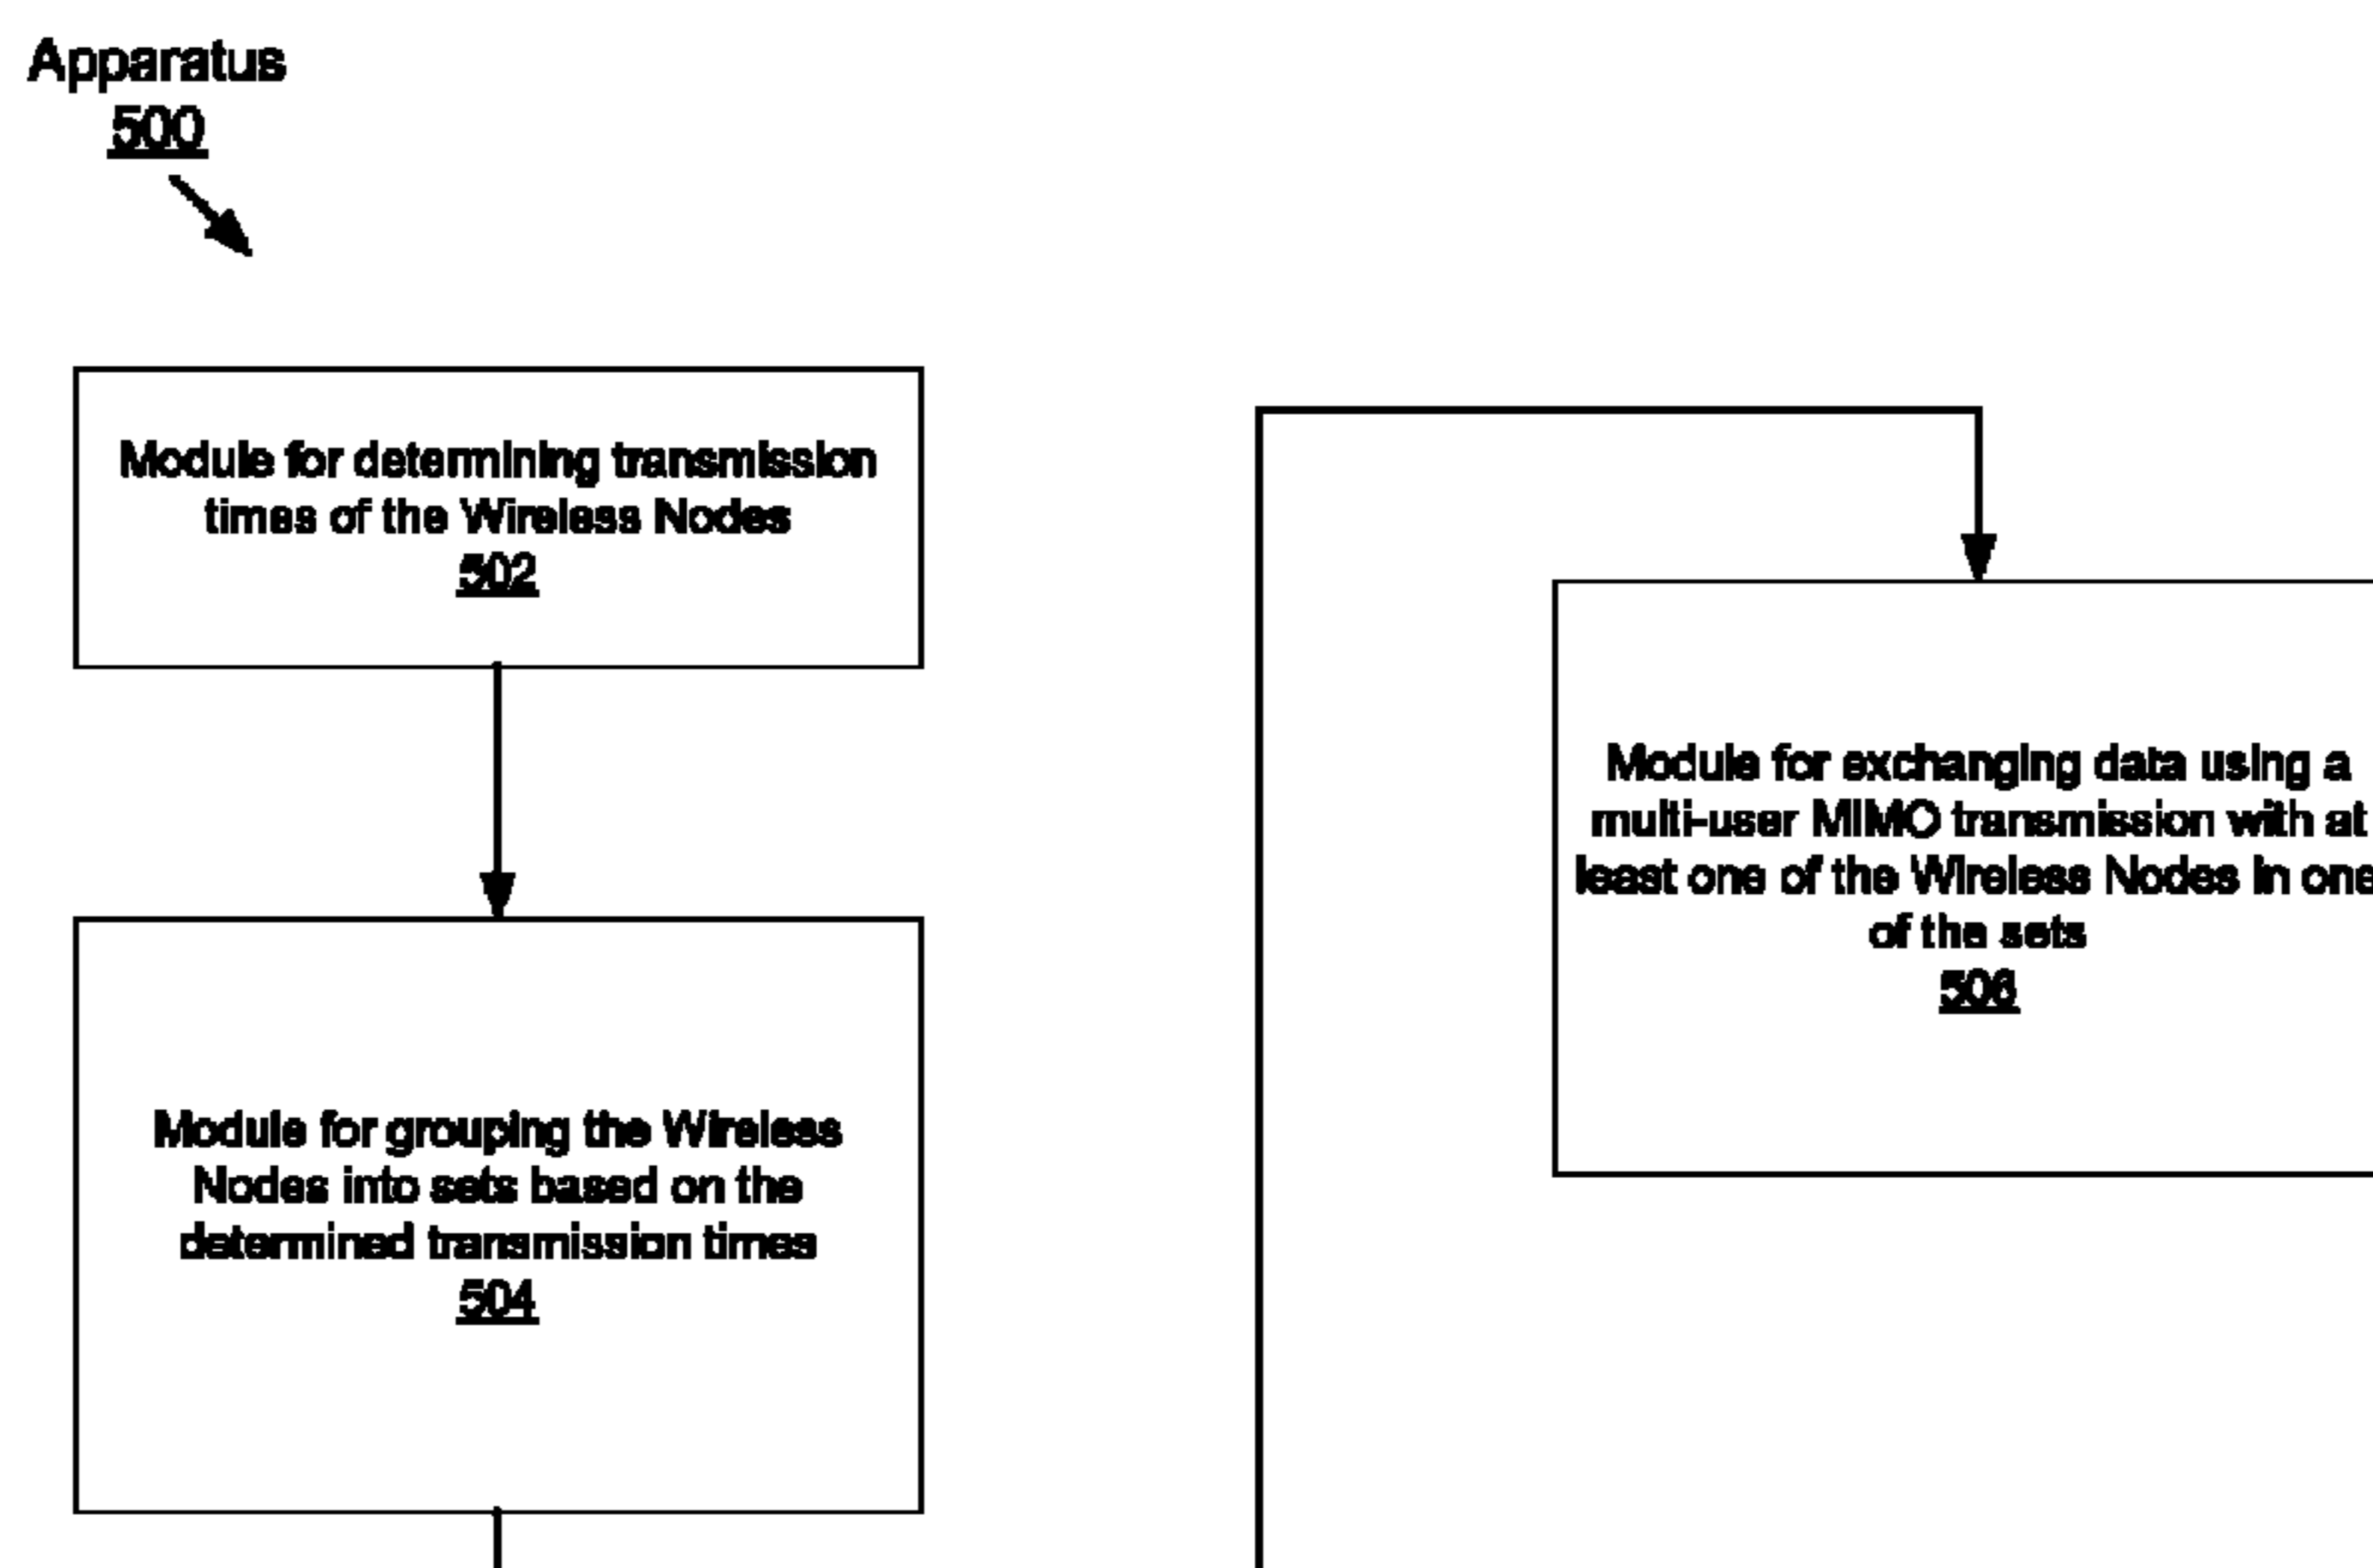 Apparatus
500
Module for determining transmission
times of the Wireless Nodes
502
Module for grouping the Wireless
Nodes into sets based on the
determined transmission times
504
Module for exchanging data using a
multi-user MIMO transmission with at
least one of the Wireless Nodes in one
of the sets
506